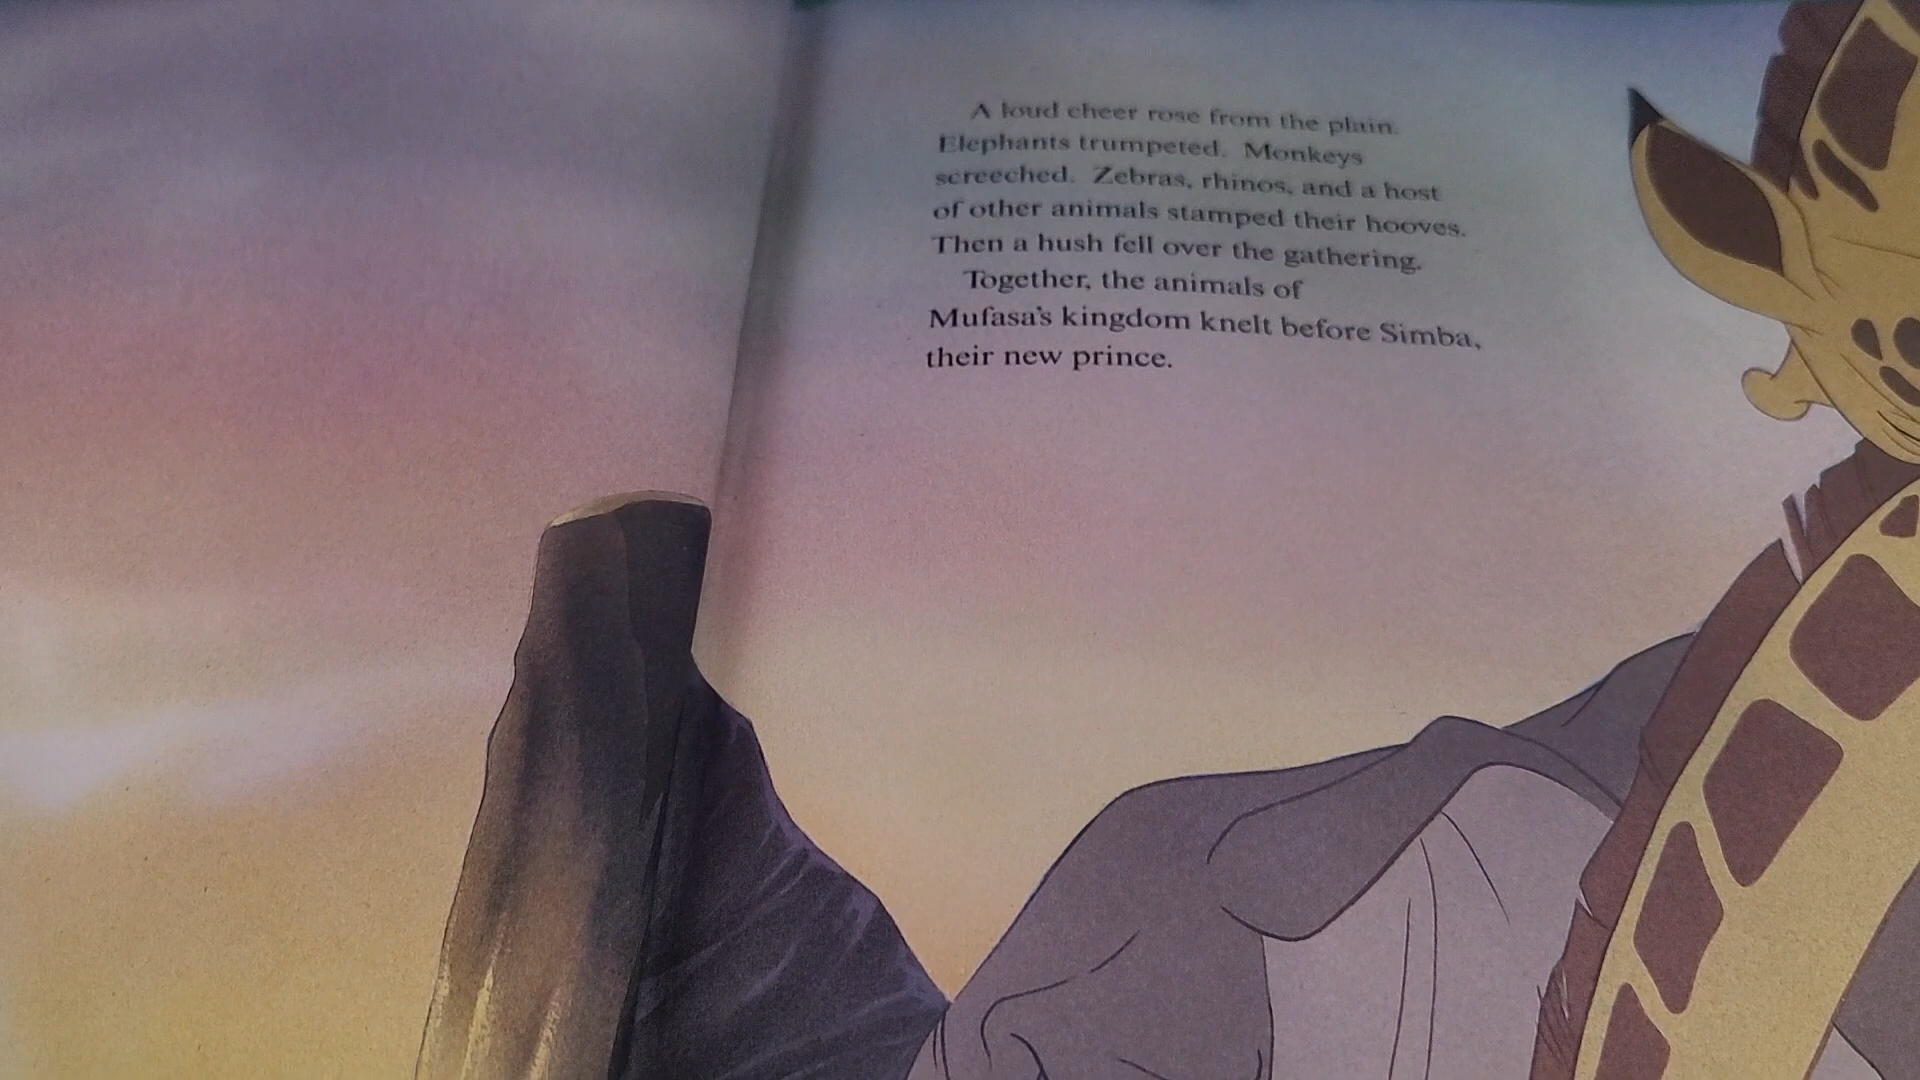 A loud cheer rose from the plain.
Elephants trumpeted. Monkeys
screeched. Zebras, rhinos, and a host
of other animals stamped their hooves.
Then a hush fell over the gathering.
Together, the animals of
Mufasa's kingdom knelt before Simba,
their new prince.